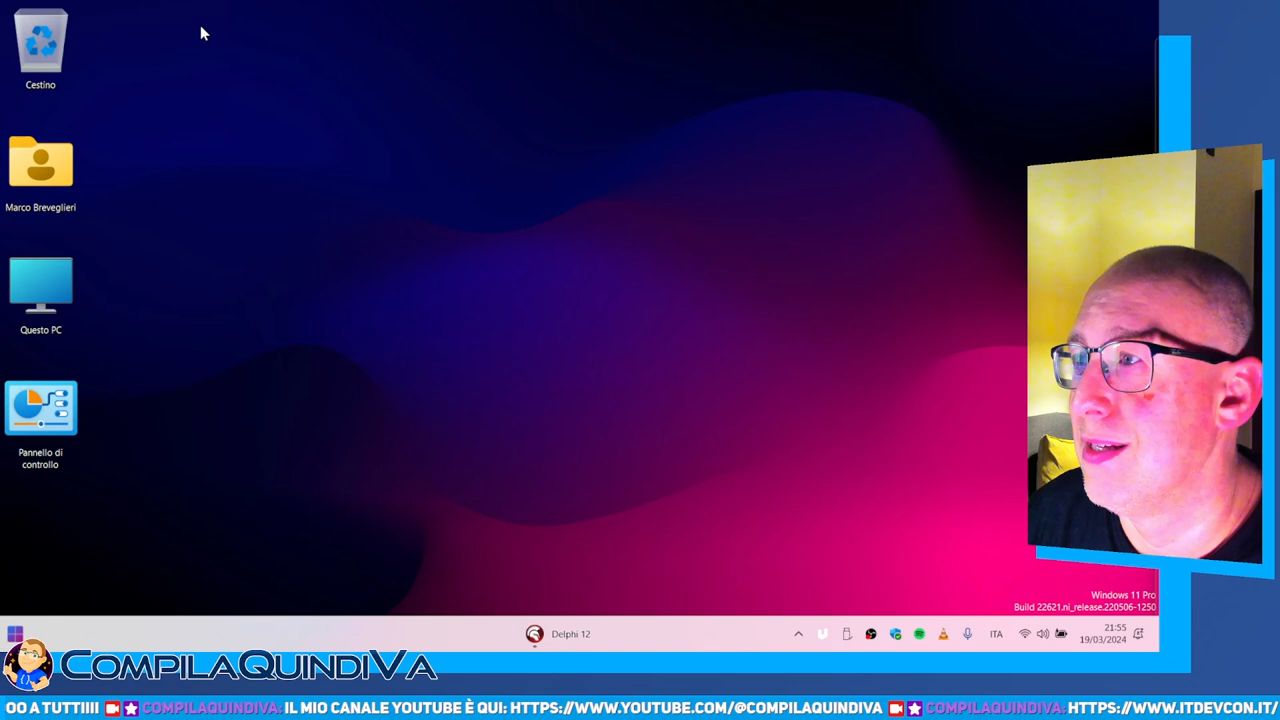 Cestino
Marco Breveglieri
Questo PC
Pannello di
controllo
Windows 11 Pro
Build 22621.ni_release.220506-1250
Delphi 12
ITA
21:55
19/03/2024
COMPILAQUINDIVA
OO A TUTTIIII COMPILAQUINDIVA: IL MIO CANALE YOUTUBE È QUI: HTTPS://WWW.YOUTUBE.COM/@COMPILAQUINDIVA COMPILAQUINDIVA: HTTPS://WWW.ITDEVCON.IT/